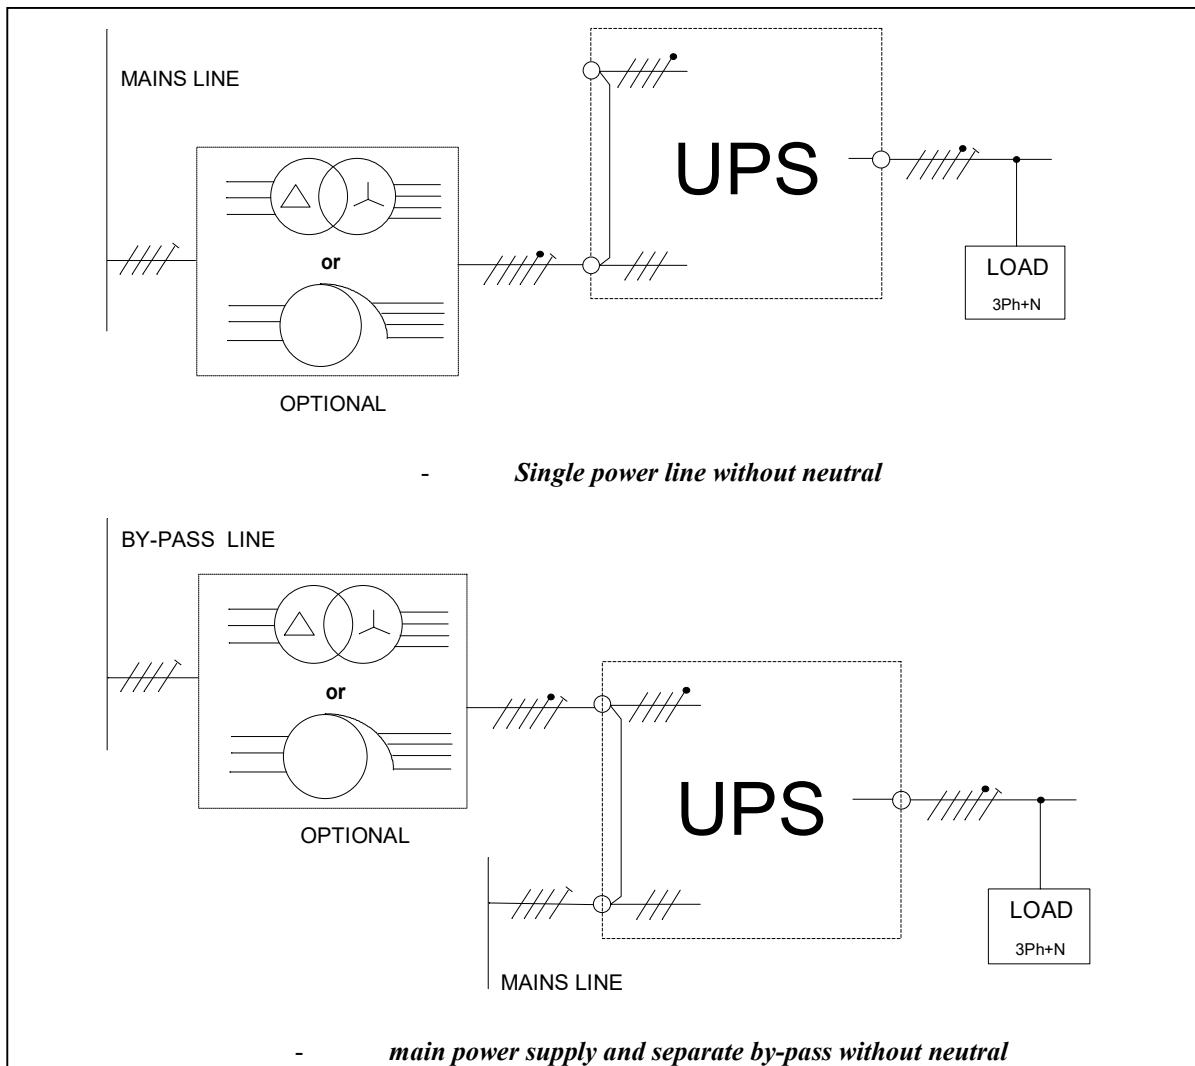 MAINS LINE
UPS
or
LOAD
3Ph+N
OPTIONAL
- Single power line without neutral
BY-PASS LINE
or
UPS
OPTIONAL
LOAD
3Ph+N
MAINS LINE
- main power supply and separate by-pass without neutral